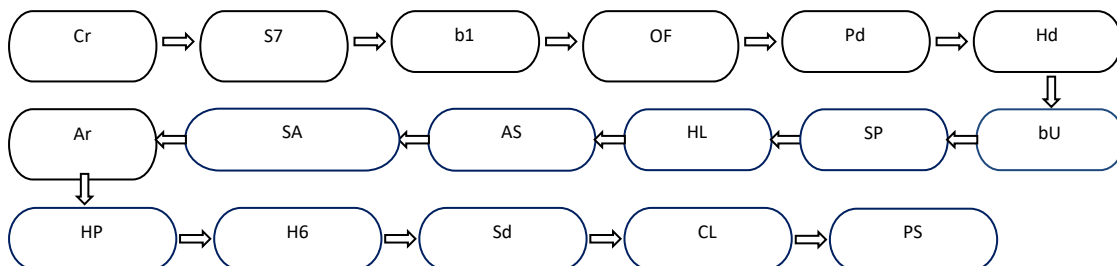 Cr S7 b1 OF Pd Hd
Ar SA AS HL SP bU
HP H6 Sd CL PS